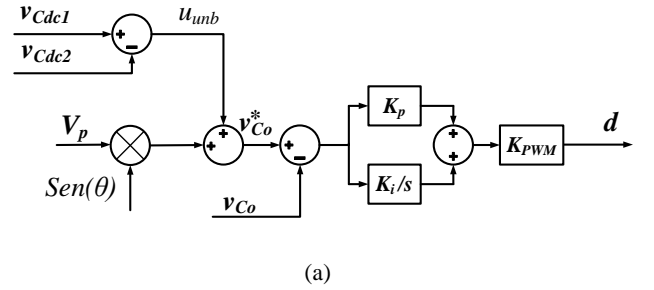 v_Cdc1
u_unb
v_Cdc2
V_p
v*_Co
K_p
d
K_PWM
Sen(θ)
K_i/s
v_Co
(a)